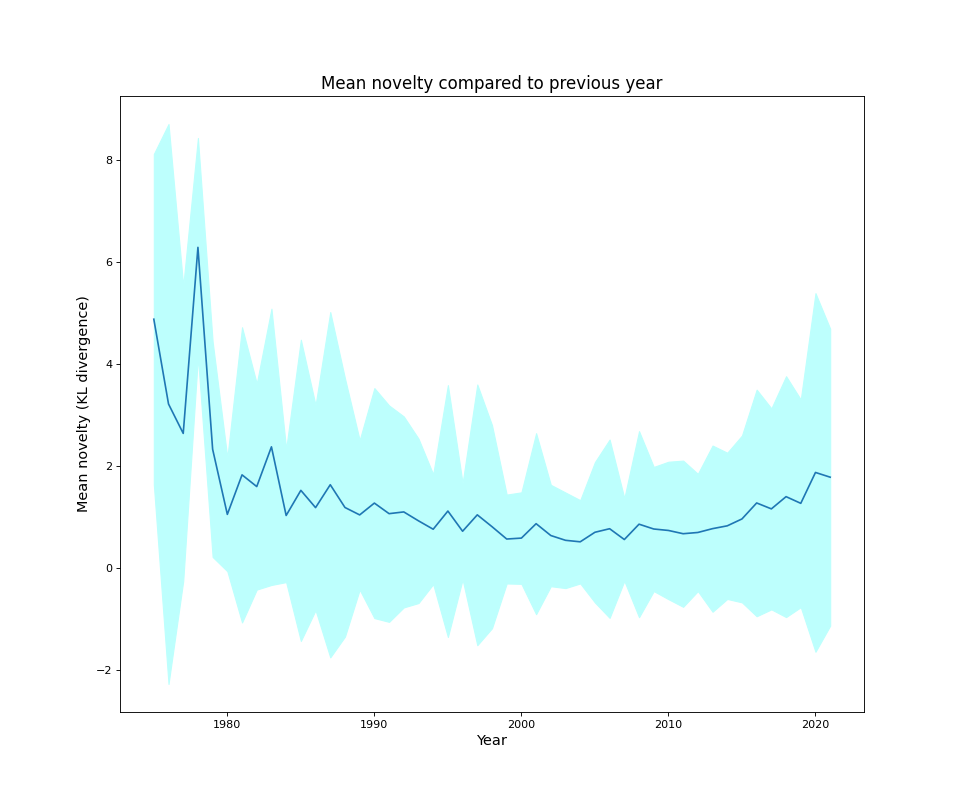 Mean novelty compared to previous year
Mean novelty (KL divergence)
8
6
4
2
0
−2
1980 1990 2000 2010 2020
Year